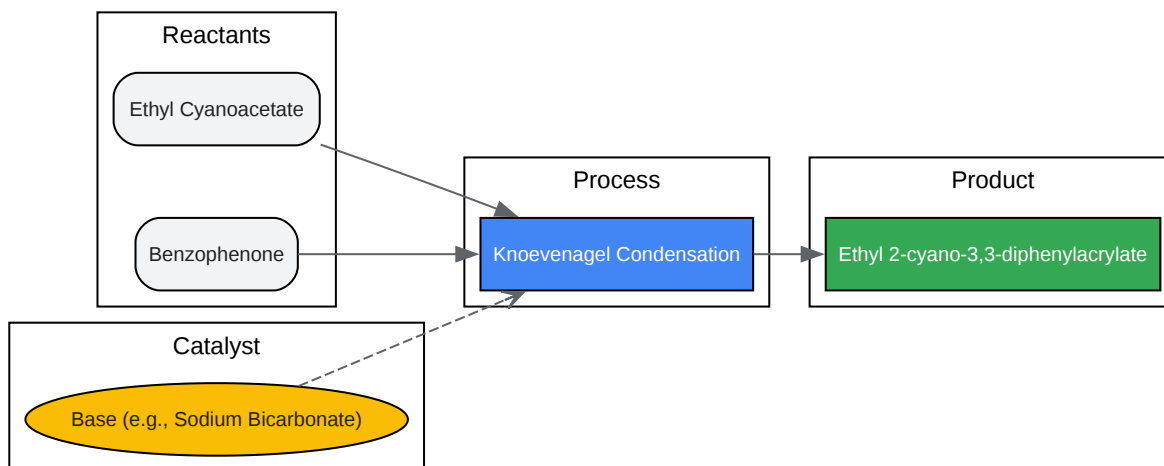 Reactants
Ethyl Cyanoacetate
Benzophenone
Process
Knoevenagel Condensation
Product
Ethyl 2-cyano-3,3-diphenylacrylate
Catalyst
Base (e.g., Sodium Bicarbonate)